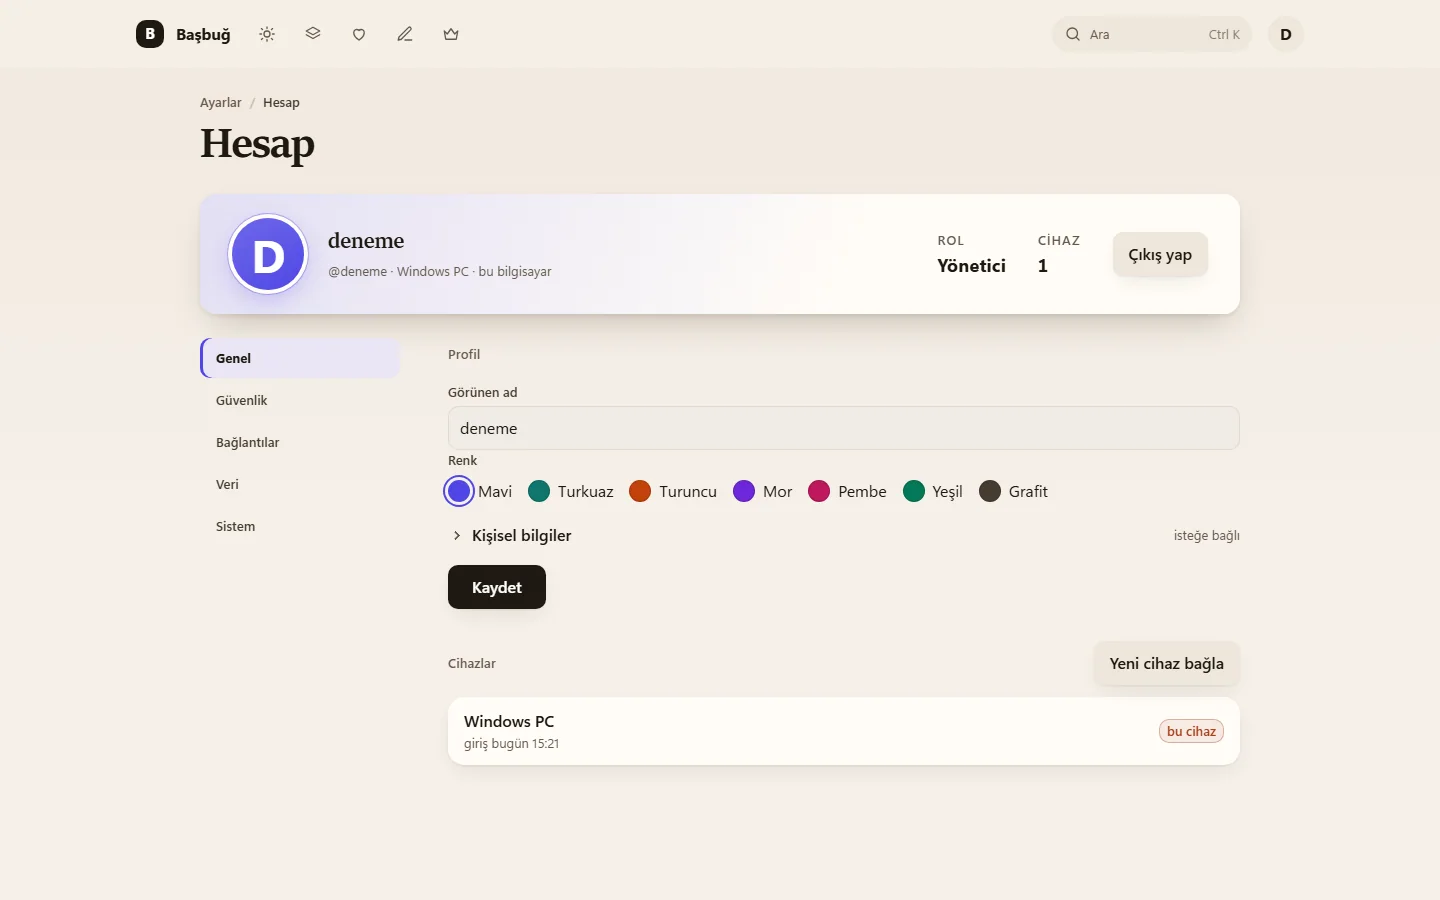 B Başbuğ Ara Ctrl K D
Ayarlar / Hesap
Hesap
D
deneme
@deneme · Windows PC · bu bilgisayar
ROL
Yönetici
CİHAZ
1
Çıkış yap
Genel
Güvenlik
Bağlantılar
Veri
Sistem
Profil
Görünen ad
deneme
Renk
Mavi Turkuaz Turuncu Mor Pembe Yeşil Grafit
Kişisel bilgiler isteğe bağlı
Kaydet
Cihazlar Yeni cihaz bağla
Windows PC
giriş bugün 15:21
bu cihaz